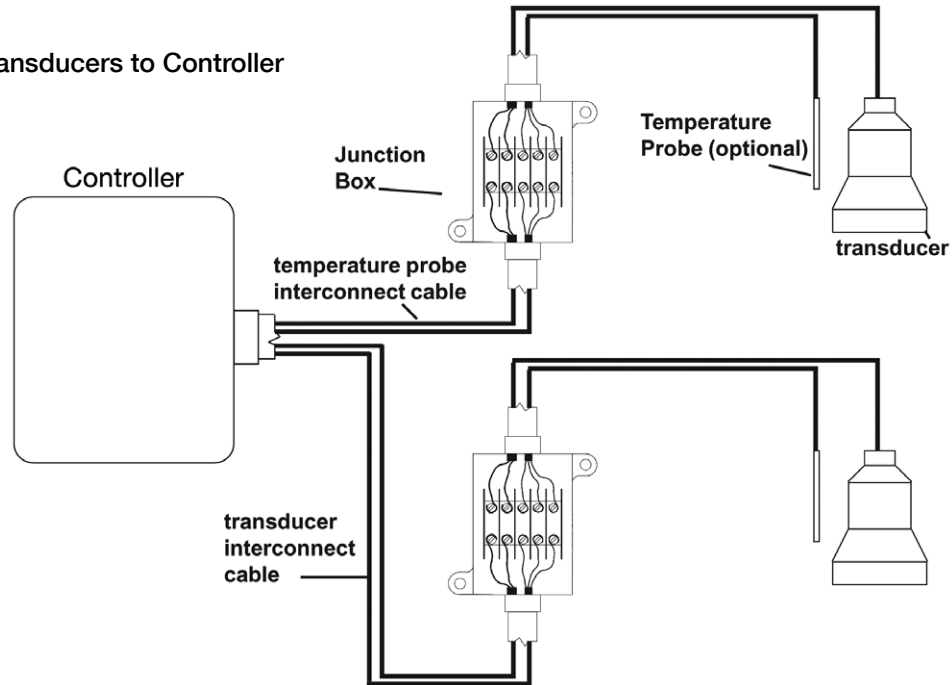 ansducers to Controller
Controller
Junction
Box
Temperature
Probe (optional)
transducer
temperature probe
interconnect cable
transducer
interconnect
cable